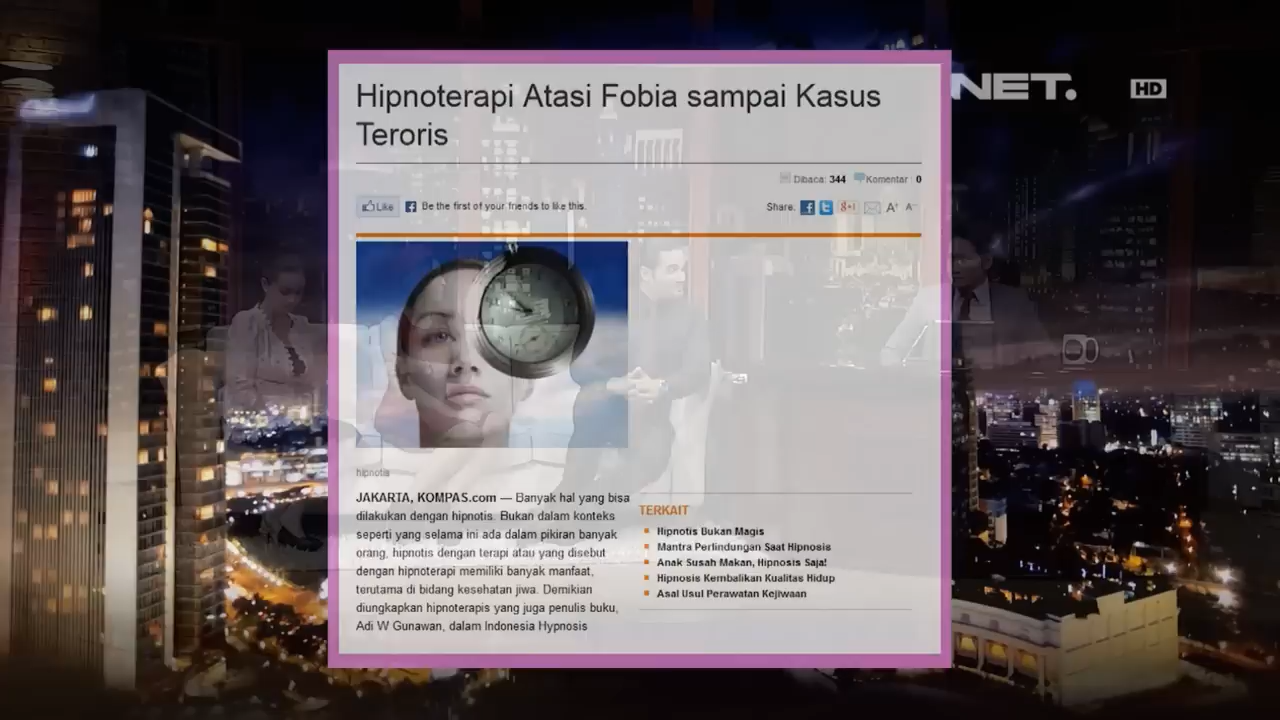 NET.
HD
Hipnoterapi Atasi Fobia sampai Kasus
Teroris
Dibaca: 344 Komentar : 0
Like Be the first of your friends to like this.
Share: A+ A-
hipnotis
JAKARTA, KOMPAS.com — Banyak hal yang bisa
dilakukan dengan hipnotis. Bukan dalam konteks
seperti yang selama ini ada dalam pikiran banyak
orang, hipnotis dengan terapi atau yang disebut
dengan hipnoterapi memiliki banyak manfaat,
terutama di bidang kesehatan jiwa. Demikian
diungkapkan hipnoterapis yang juga penulis buku,
Adi W Gunawan, dalam Indonesia Hypnosis
TERKAIT
Hipnotis Bukan Magis
Mantra Perlindungan Saat Hipnosis
Anak Susah Makan, Hipnosis Saja!
Hipnosis Kembalikan Kualitas Hidup
Asal Usul Perawatan Kejiwaan